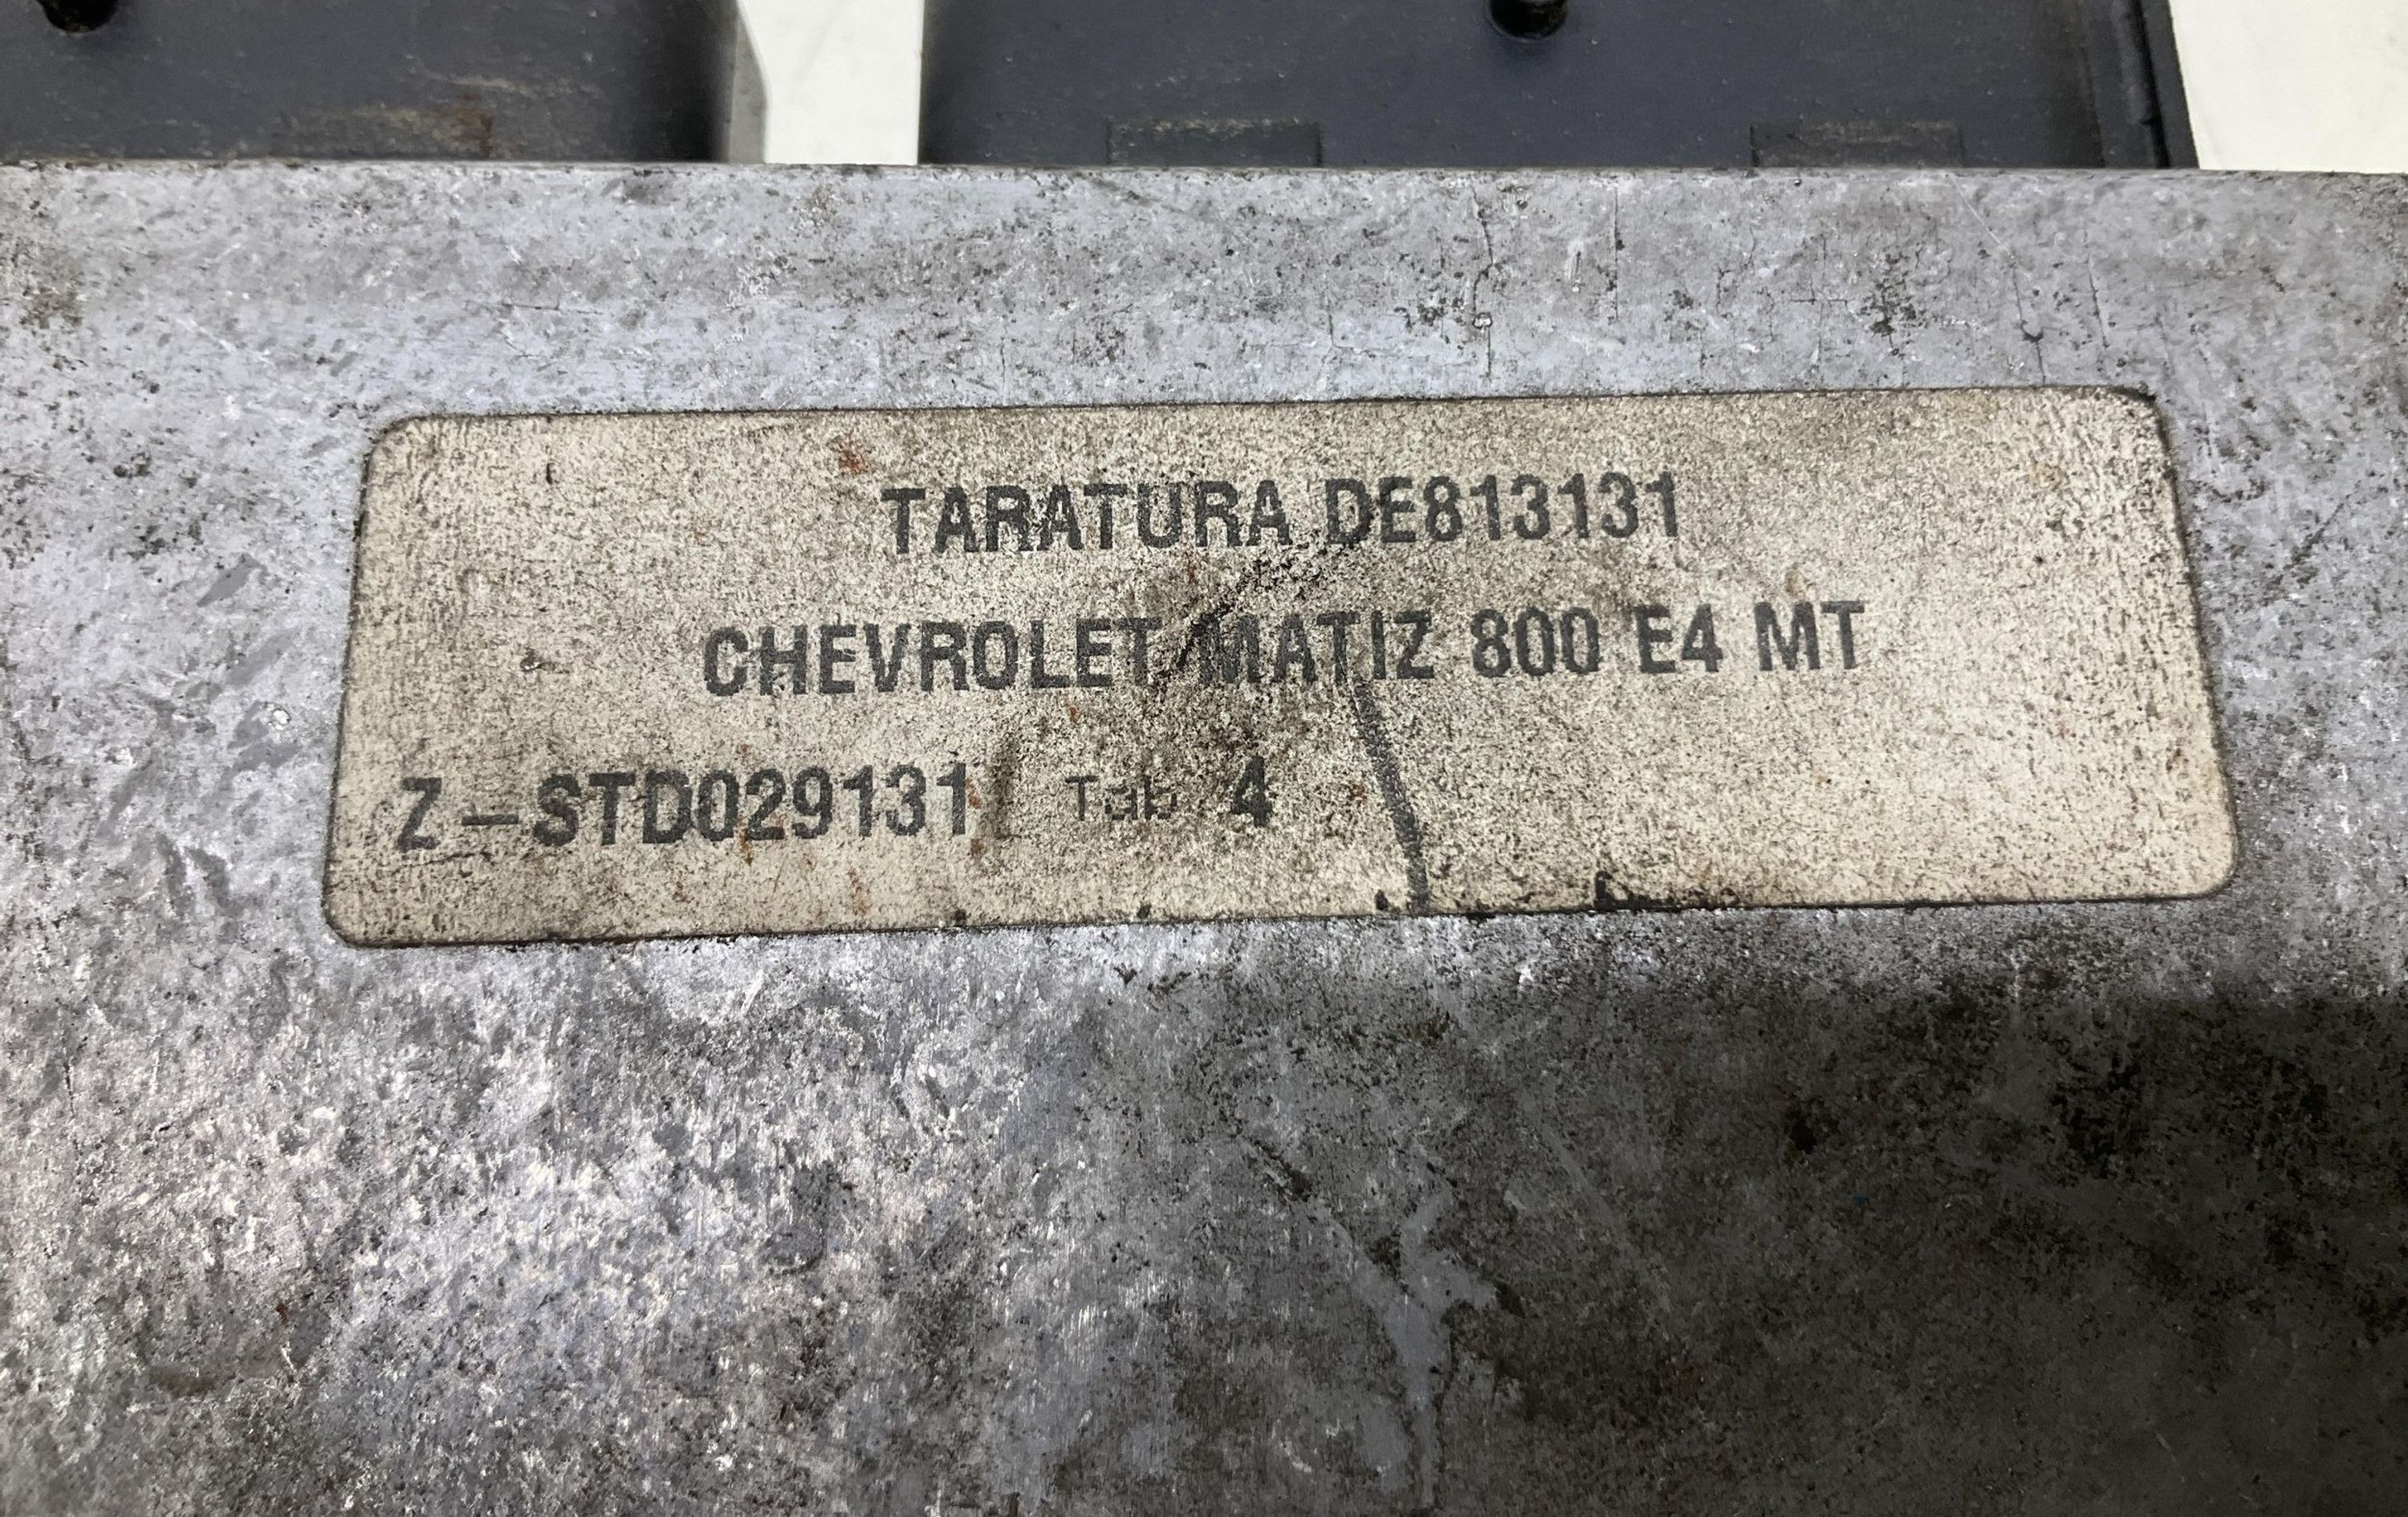 TARATURA DE813131
CHEVROLET MATIZ 800 E4 MT
Z-STD029131 Tab 4